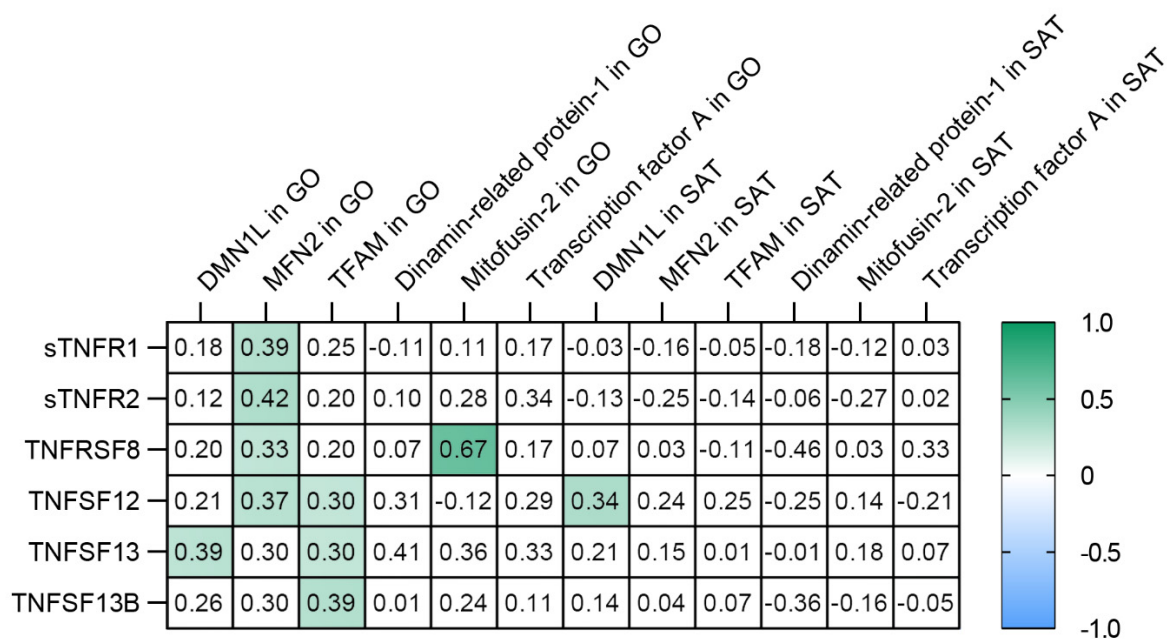 DMN1L in GO
MFN2 in GO
TFAM in GO
Dinamin-related protein-1 in GO
Mitofusin-2 in GO
Transcription factor A in GO
DMN1L in SAT
MFN2 in SAT
TFAM in SAT
Dinamin-related protein-1 in SAT
Mitofusin-2 in SAT
Transcription factor A in SAT
sTNFR1 0.18 0.39 0.25 -0.11 0.11 0.17 -0.03 -0.16 -0.05 -0.18 -0.12 0.03
sTNFR2 0.12 0.42 0.20 0.10 0.28 0.34 -0.13 -0.25 -0.14 -0.06 -0.27 0.02
TNFRSF8 0.20 0.33 0.20 0.07 0.67 0.17 0.07 0.03 -0.11 -0.46 0.03 0.33
TNFSF12 0.21 0.37 0.30 0.31 -0.12 0.29 0.34 0.24 0.25 -0.25 0.14 -0.21
TNFSF13 0.39 0.30 0.30 0.41 0.36 0.33 0.21 0.15 0.01 -0.01 0.18 0.07
TNFSF13B 0.26 0.30 0.39 0.01 0.24 0.11 0.14 0.04 0.07 -0.36 -0.16 -0.05
1.0
0.5
0
-0.5
-1.0